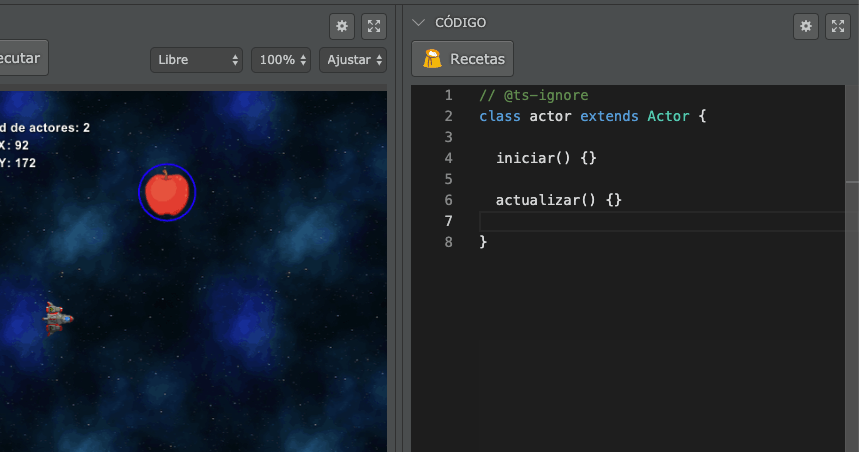 CÓDIGO
Libre
100%
Ajustar
Recetas
de actores: 2
X: 92
Y: 172
1 // @ts-ignore
2 class actor extends Actor {
3
4 iniciar() {}
5
6 actualizar() {}
7
8 }